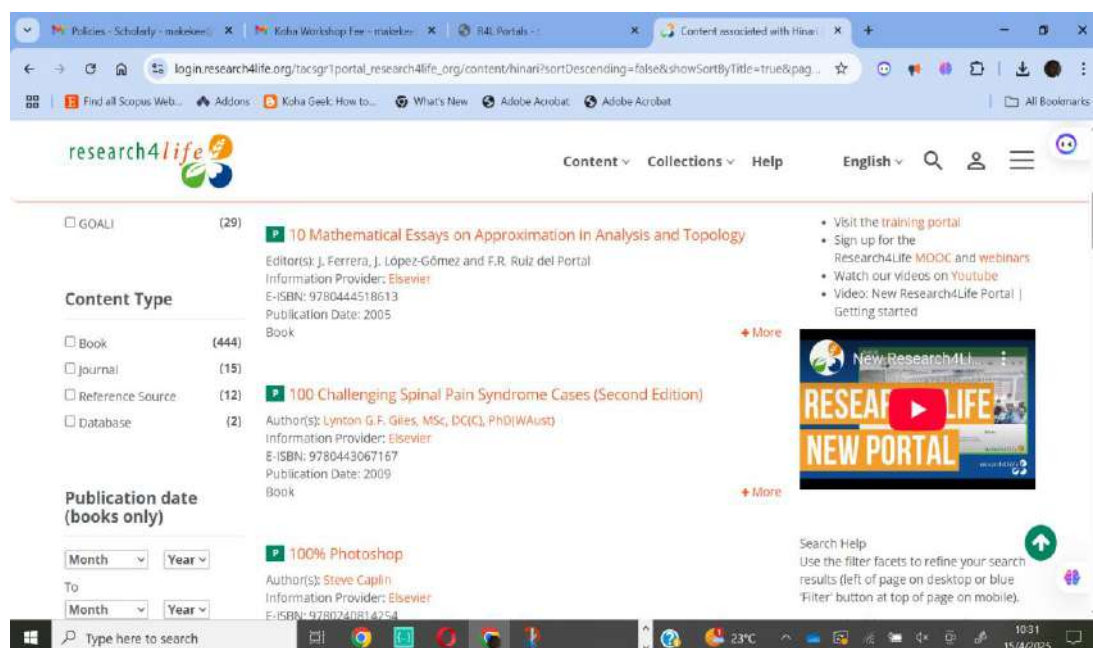 Policies - Scholarly - makekee
Koha Workshop Fee - makekee
R4L Portals -
Content associated with Hinari
login.research4life.org/tacsgr1portal_research4life_org/content/hinari?sortDescending=false&showSortByTitle=true&pag...
Find all Scopus Web...
Addons
Koha Geek: How to...
What's New
Adobe Acrobat
Adobe Acrobat
All Bookmarks
research4life
Content
Collections
Help
English
GOALI (29)
Content Type
Book (444)
Journal (15)
Reference Source (12)
Database (2)
Publication date
(books only)
Month Year
To
Month Year
P 10 Mathematical Essays on Approximation in Analysis and Topology
Editor(s): J. Ferrera, J. López-Gómez and F.R. Ruiz del Portal
Information Provider: Elsevier
E-ISBN: 9780444518613
Publication Date: 2005
Book
+ More
P 100 Challenging Spinal Pain Syndrome Cases (Second Edition)
Author(s): Lynton G.F. Giles, MSc, DC(C), PhD(WAust)
Information Provider: Elsevier
E-ISBN: 9780443067167
Publication Date: 2009
Book
+ More
P 100% Photoshop
Author(s): Steve Caplin
Information Provider: Elsevier
E-ISBN: 9780240814254
• Visit the training portal
• Sign up for the
Research4Life MOOC and webinars
• Watch our videos on Youtube
• Video: New Research4Life Portal |
Getting started
New Research4Li...
RESEAR LIFE
NEW PORTAL
Search Help
Use the filter facets to refine your search
results (left of page on desktop or blue
'Filter' button at top of page on mobile).
Type here to search
23°C
10:31
15/4/2025